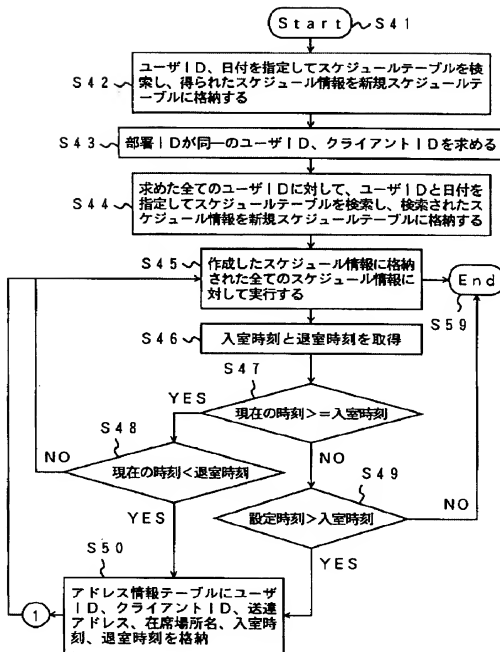 Start
S41
S42
ユーザID、日付を指定してスケジュールテーブルを検
索し、得られたスケジュール情報を新規スケジュールテ
ーブルに格納する
S43
部署IDが同一のユーザID、クライアントIDを求める
S44
求めた全てのユーザIDに対して、ユーザIDと日付を
指定してスケジュールテーブルを検索し、検索されたス
ケジュール情報を新規スケジュールテーブルに格納する
S45
作成したスケジュール情報に格納
された全てのスケジュール情報に
対して実行する
End
S59
S46
入室時刻と退室時刻を取得
S47
YES
現在の時刻>=入室時刻
S48
NO
現在の時刻<退室時刻
NO
S49
NO
YES
設定時刻>入室時刻
S50
YES
アドレス情報テーブルにユーザ
ID、クライアントID、送達
アドレス、在席場所名、入室時
刻、退室時刻を格納
1